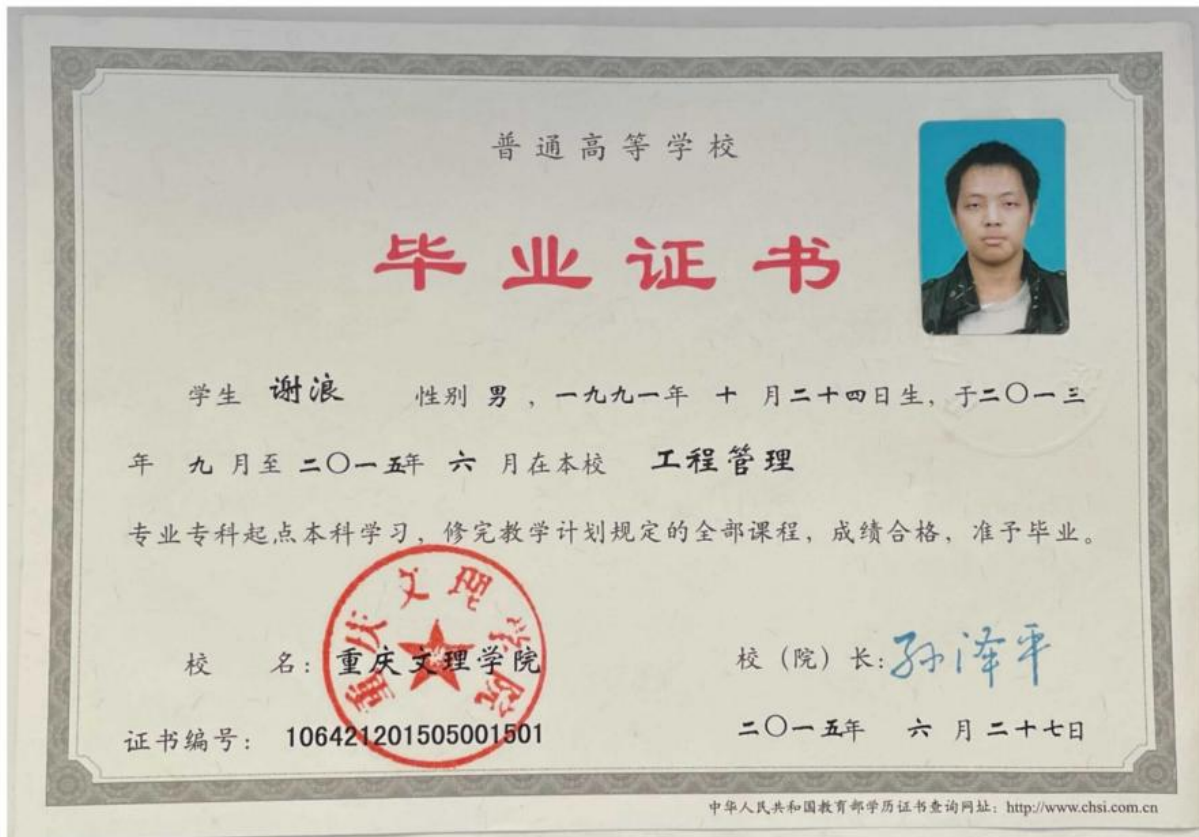 普通高等学校
毕业证书
学生 谢浪 性别 男 ，一九九一年 十 月二十四日生，于二〇一三
年 九 月至 二〇一五年 六 月在本校 工程管理
专业专科起点本科学习，修完教学计划规定的全部课程，成绩合格，准予毕业。
重庆文理学院
校 名：重庆文理学院 校（院）长：孙泽平
证书编号： 106421201505001501 二〇一五年 六 月二十七日
中华人民共和国教育部学历证书查询网址：http://www.chsi.com.cn